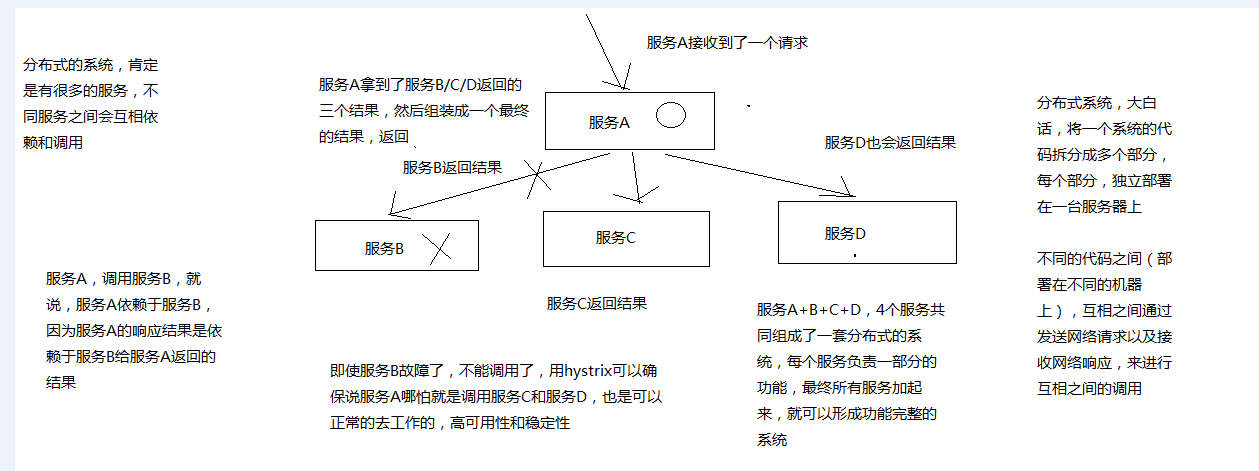 服务A接收到了一个请求
分布式的系统，肯定
是有很多的服务，不
同服务之间会互相依
赖和调用
服务A拿到了服务B/C/D返回的
三个结果，然后组装成一个最终
的结果，返回
服务A
分布式系统，大白
话，将一个系统的代
码拆分成多个部分，
每个部分，独立部署
在一台服务器上
服务B返回结果
服务D也会返回结果
服务B
服务C
服务D
服务A，调用服务B，就
说，服务A依赖于服务B，
因为服务A的响应结果是依
赖于服务B给服务A返回的
结果
服务C返回结果
不同的代码之间（部
署在不同的机器
上），互相之间通过
发送网络请求以及接
收网络响应，来进行
互相之间的调用
即使服务B故障了，不能调用了，用hystrix可以确
保说服务A哪怕就是调用服务C和服务D，也是可以
正常的去工作的，高可用性和稳定性
服务A+B+C+D，4个服务共
同组成了一套分布式的系
统，每个服务负责一部分的
功能，最终所有服务加起
来，就可以形成功能完整的
系统